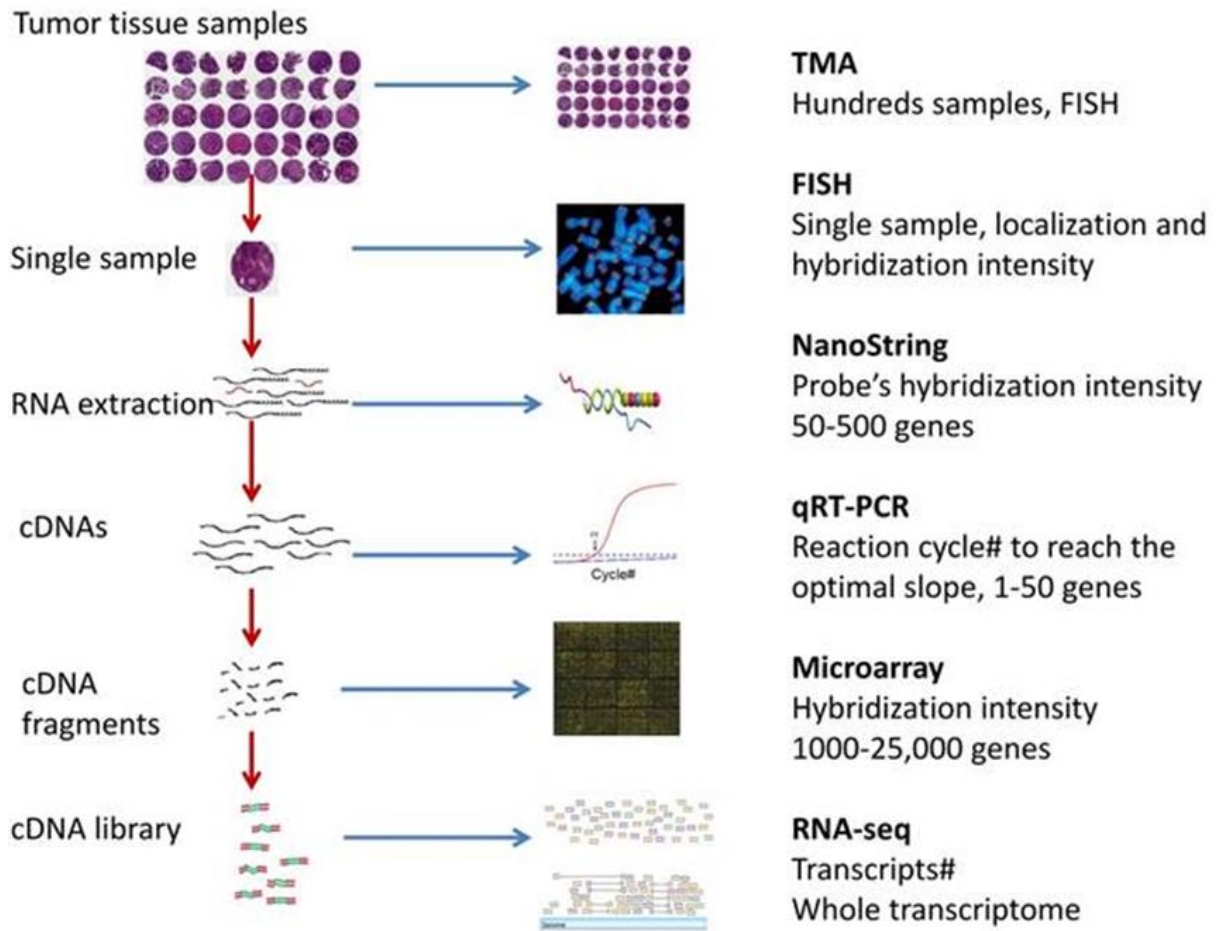 Tumor tissue samples
TMA
Hundreds samples, FISH
FISH
Single sample, localization and
hybridization intensity
Single sample
NanoString
Probe's hybridization intensity
50-500 genes
RNA extraction
qRT-PCR
Reaction cycle# to reach the
optimal slope, 1-50 genes
cDNAs
Cycle#
Microarray
Hybridization intensity
1000-25,000 genes
cDNA
fragments
RNA-seq
Transcripts#
Whole transcriptome
cDNA library
Genome